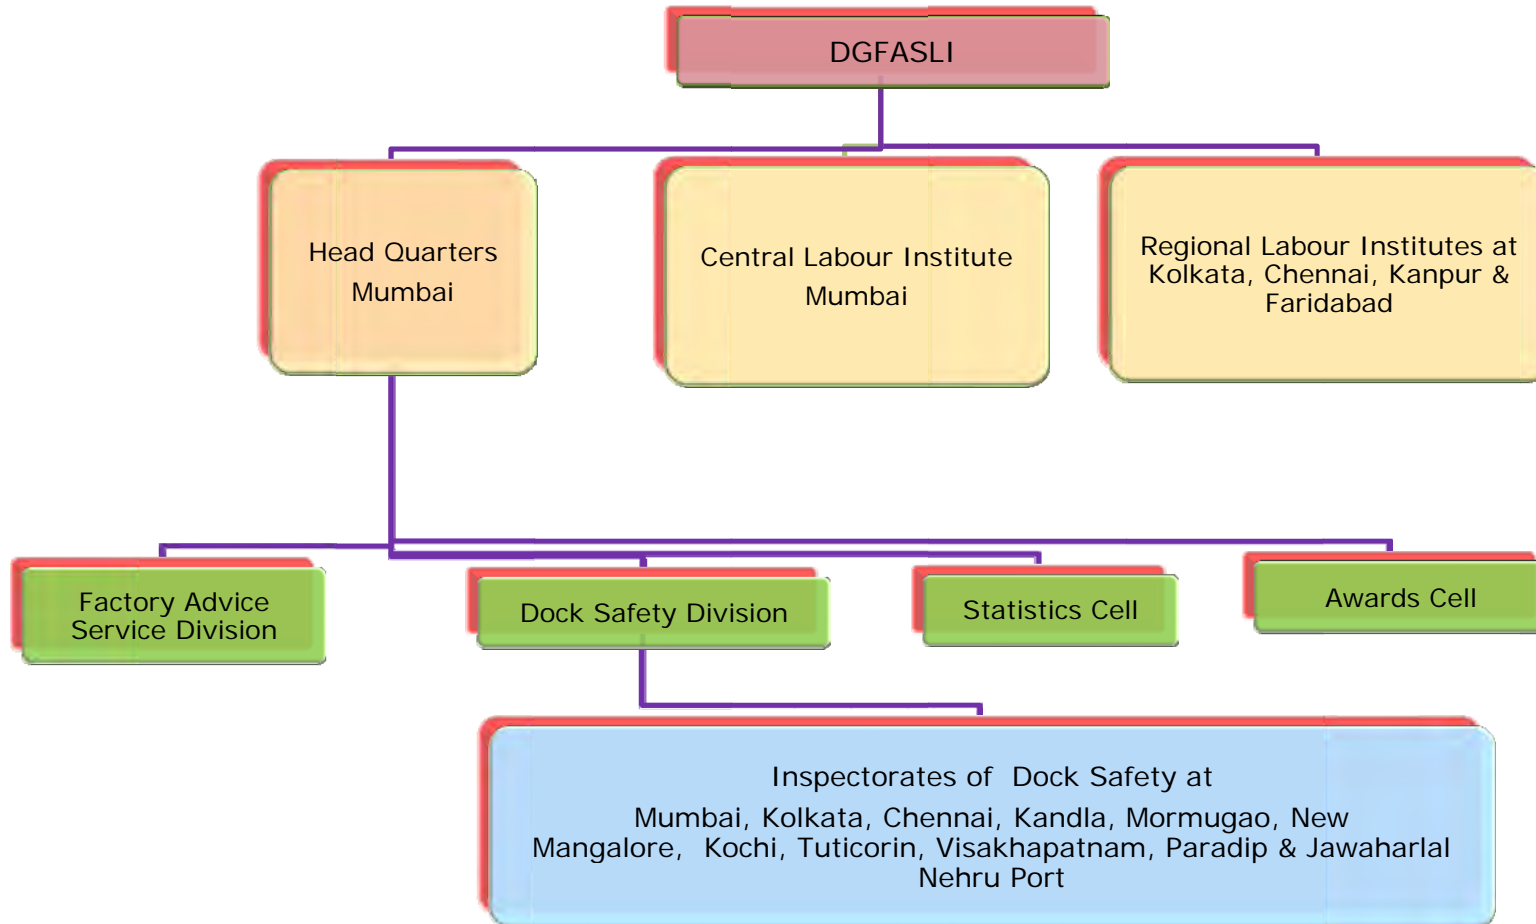 DGFASLI
Head Quarters
Mumbai
Central Labour Institute
Mumbai
Regional Labour Institutes at
Kolkata, Chennai, Kanpur &
Faridabad
Factory Advice
Service Division
Dock Safety Division
Statistics Cell
Awards Cell
Inspectorates of Dock Safety at
Mumbai, Kolkata, Chennai, Kandla, Mormugao, New
Mangalore, Kochi, Tuticorin, Visakhapatnam, Paradip & Jawaharlal
Nehru Port